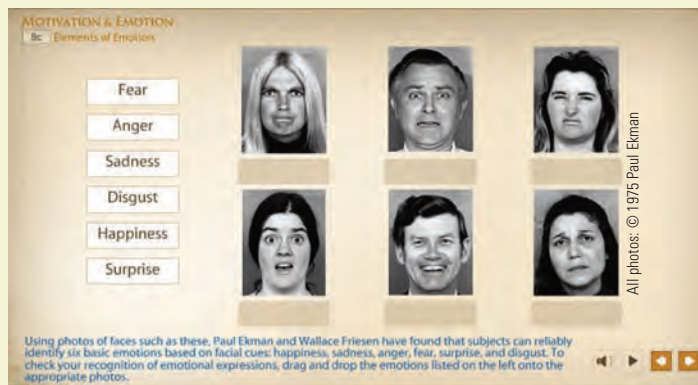 MOTIVATION & EMOTION
8c Elements of Emotion
Fear
Anger
Sadness
Disgust
Happiness
Surprise
All photos: © 1975 Paul Ekman
Using photos of faces such as these, Paul Ekman and Wallace Friesen have found that subjects can reliably
identify six basic emotions based on facial cues: happiness, sadness, anger, fear, surprise, and disgust. To
check your recognition of emotional expressions, drag and drop the emotions listed on the left onto the
appropriate photos.